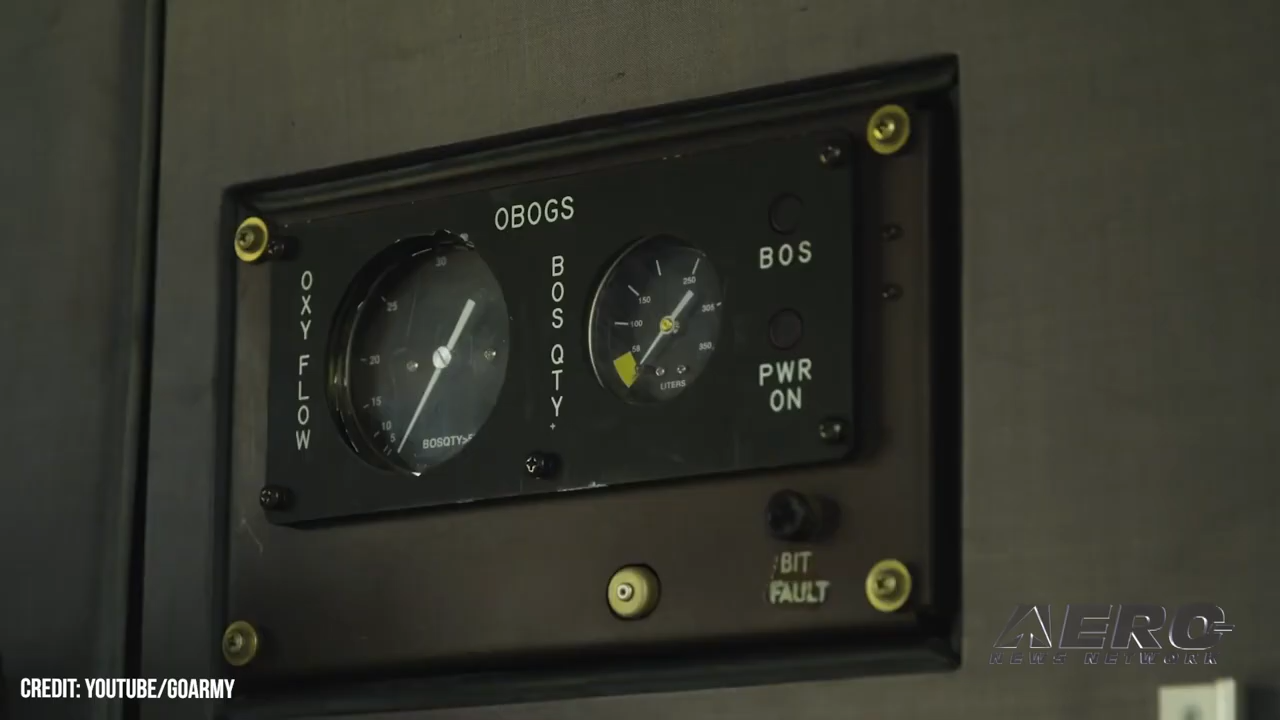 OBOGS
OXY FLOW
30
25
20
15
10
5
BOSQTY>
BOS QTY
250
150
305
100
350
LITERS
BOS
PWR
ON
BIT
FAULT
AERO
NEWS NETWORK
CREDIT: YOUTUBE/GOARMY